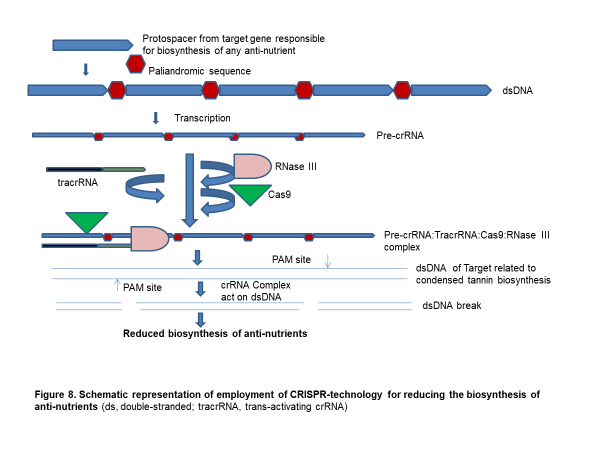 Protospacer from target gene responsible
for biosynthesis of any anti-nutrient
Paliandromic sequence
dsDNA
Transcription
Pre-crRNA
RNase III
tracrRNA
Cas9
Pre-crRNA:TracrRNA:Cas9:RNase III
complex
PAM site
dsDNA of Target related to
condensed tannin biosynthesis
PAM site
crRNA Complex
act on dsDNA
dsDNA break
Reduced biosynthesis of anti-nutrients
Figure 8. Schematic representation of employment of CRISPR-technology for reducing the biosynthesis of
anti-nutrients (ds, double-stranded; tracrRNA, trans-activating crRNA)